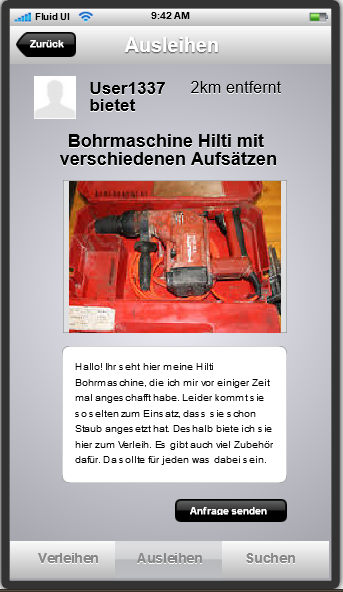 Fluid UI 9:42 AM
Zurück
Ausleihen
User1337 2km entfernt
bietet
Bohrmaschine Hilti mit
verschiedenen Aufsätzen
Hallo! Ihr seht hier meine Hilti
Bohrmaschine, die ich mir vor einiger Zeit
mal angeschafft habe. Leider kommt sie
so selten zum Einsatz, dass sie schon
Staub angesetzt hat. Deshalb biete ich sie
hier zum Verleih. Es gibt auch viel Zubehör
dafür. Da sollte für jeden was dabei sein.
Anfrage senden
Verleihen Ausleihen Suchen